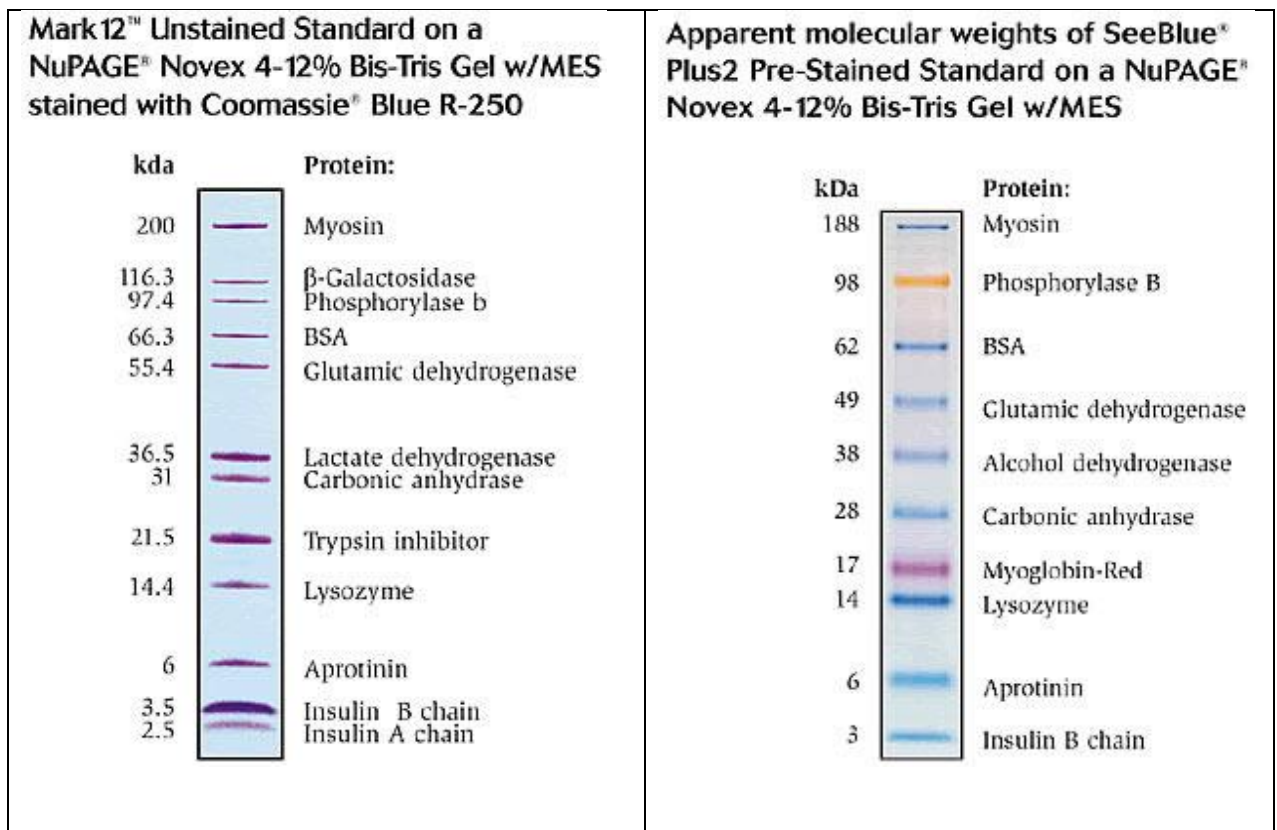 Mark12™ Unstained Standard on a
NuPAGE® Novex 4-12% Bis-Tris Gel w/MES
stained with Coomassie® Blue R-250
kda Protein:
200 Myosin
116.3 β-Galactosidase
97.4 Phosphorylase b
66.3 BSA
55.4 Glutamic dehydrogenase
36.5 Lactate dehydrogenase
31 Carbonic anhydrase
21.5 Trypsin inhibitor
14.4 Lysozyme
6 Aprotinin
3.5 Insulin B chain
2.5 Insulin A chain
Apparent molecular weights of SeeBlue®
Plus2 Pre-Stained Standard on a NuPAGE®
Novex 4-12% Bis-Tris Gel w/MES
kDa Protein:
188 Myosin
98 Phosphorylase B
62 BSA
49 Glutamic dehydrogenase
38 Alcohol dehydrogenase
28 Carbonic anhydrase
17 Myoglobin-Red
14 Lysozyme
6 Aprotinin
3 Insulin B chain